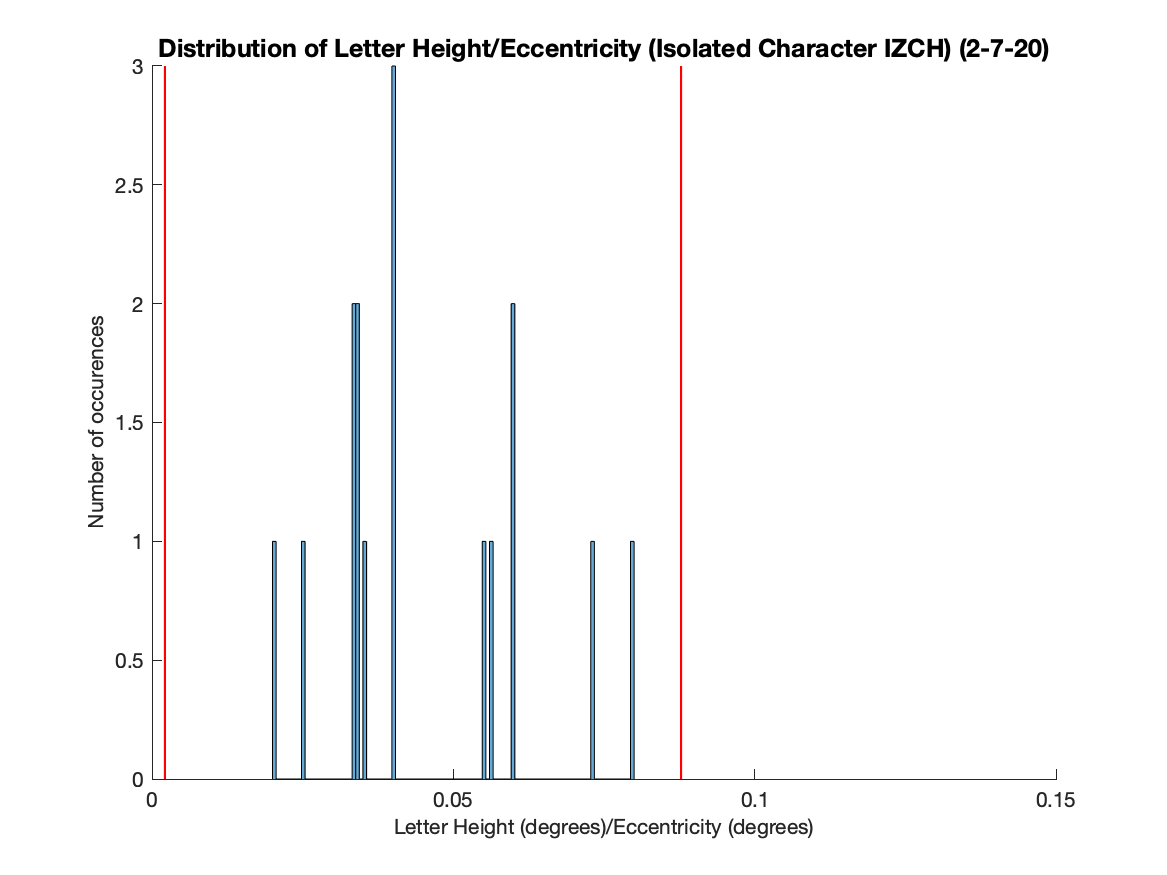 Distribution of Letter Height/Eccentricity (Isolated Character IZCH) (2-7-20)
3
2.5
2
1.5
1
0.5
0
Number of occurences
0 0.05 0.1 0.15
Letter Height (degrees)/Eccentricity (degrees)